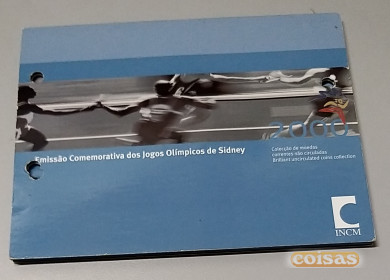 2000
Emissão Comemorativa dos Jogos Olímpicos de Sidney
Colecção de moedas
correntes não circuladas
Brilliant uncirculated coins collection
INCM
coisas